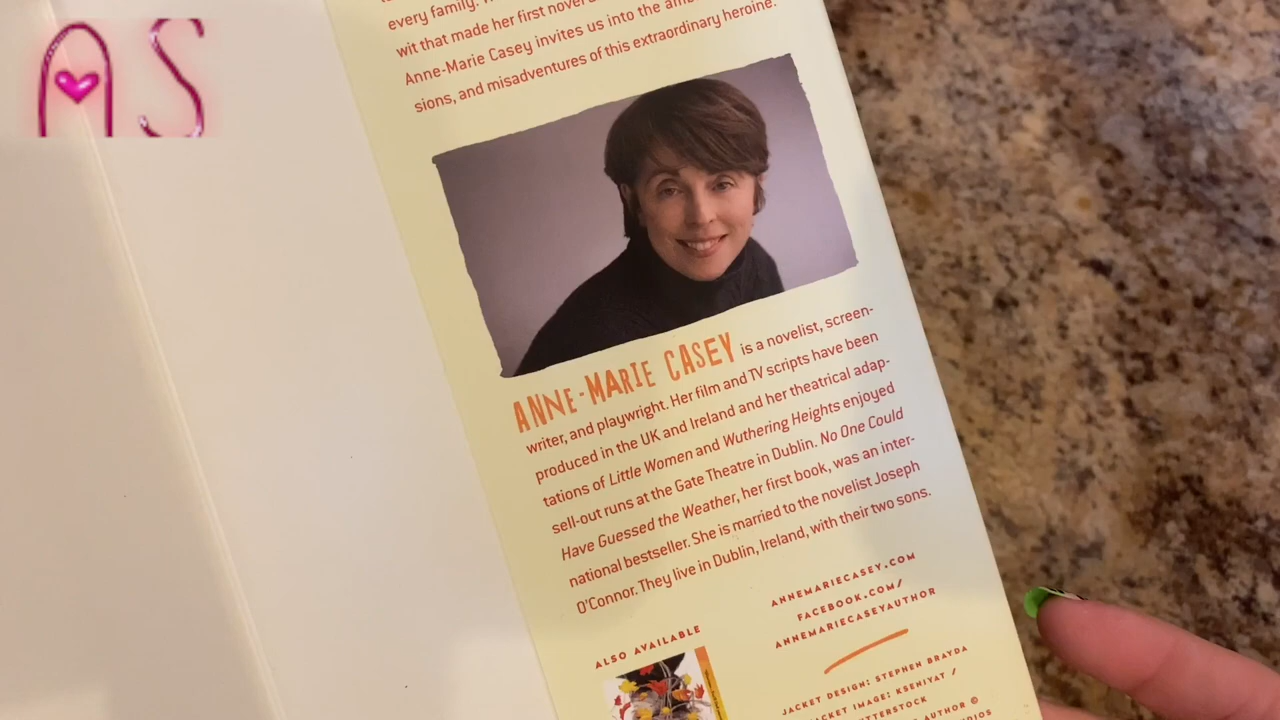 A S
every family.
wit that made her first novel
Anne-Marie Casey invites us into the
sions, and misadventures of this extraordinary heroine.
ANNE-MARIE CASEY is a novelist, screen-
writer, and playwright. Her film and TV scripts have been
produced in the UK and Ireland and her theatrical adap-
tations of Little Women and Wuthering Heights enjoyed
sell-out runs at the Gate Theatre in Dublin. No One Could
Have Guessed the Weather, her first book, was an inter-
national bestseller. She is married to the novelist Joseph
O'Connor. They live in Dublin, Ireland, with their two sons.
ANNEMARIECASEY.COM
FACEBOOK.COM/
ANNEMARIECASEYAUTHOR
ALSO AVAILABLE
JACKET DESIGN: STEPHEN BRAYDA
JACKET IMAGE: KSENIYAT /
AUTHOR ©